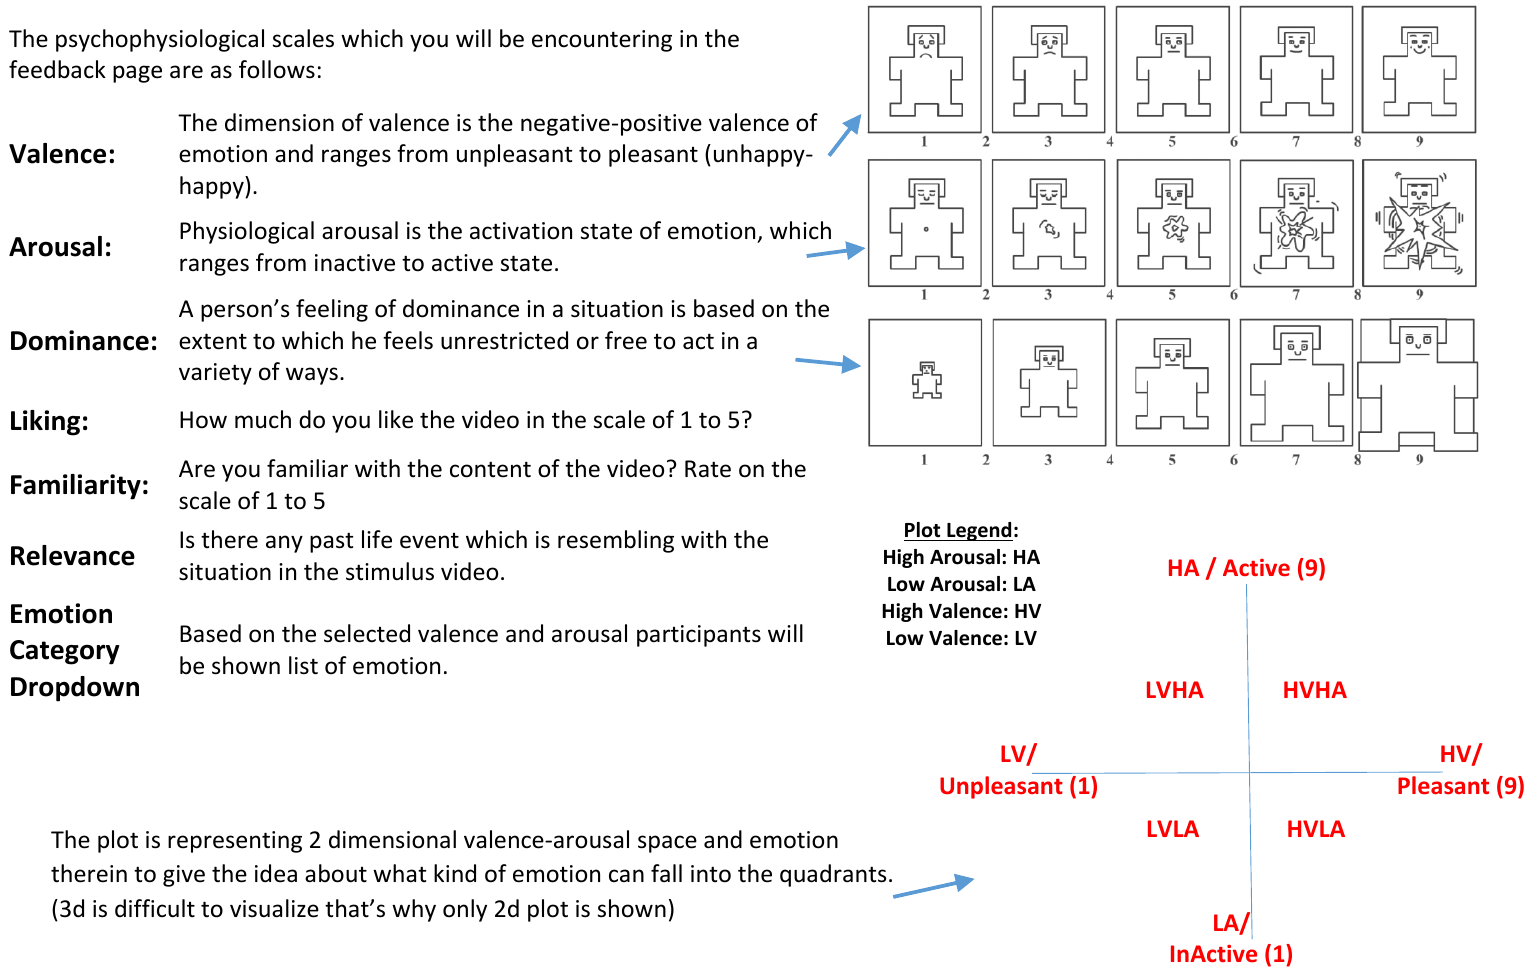 The psychophysiological scales which you will be encountering in the
feedback page are as follows:
Valence:
The dimension of valence is the negative-positive valence of
emotion and ranges from unpleasant to pleasant (unhappy-
happy).
Arousal:
Physiological arousal is the activation state of emotion, which
ranges from inactive to active state.
Dominance:
A person’s feeling of dominance in a situation is based on the
extent to which he feels unrestricted or free to act in a
variety of ways.
Liking:
How much do you like the video in the scale of 1 to 5?
Familiarity:
Are you familiar with the content of the video? Rate on the
scale of 1 to 5
Relevance
Is there any past life event which is resembling with the
situation in the stimulus video.
Emotion
Category
Dropdown
Based on the selected valence and arousal participants will
be shown list of emotion.
1 2 3 4 5 6 7 8 9
1 2 3 4 5 6 7 8 9
1 2 3 4 5 6 7 8 9
Plot Legend:
High Arousal: HA
Low Arousal: LA
High Valence: HV
Low Valence: LV
HA / Active (9)
LVHA HVHA
LV/
Unpleasant (1)
HV/
Pleasant (9)
LVLA HVLA
LA/
InActive (1)
The plot is representing 2 dimensional valence-arousal space and emotion
therein to give the idea about what kind of emotion can fall into the quadrants.
(3d is difficult to visualize that’s why only 2d plot is shown)